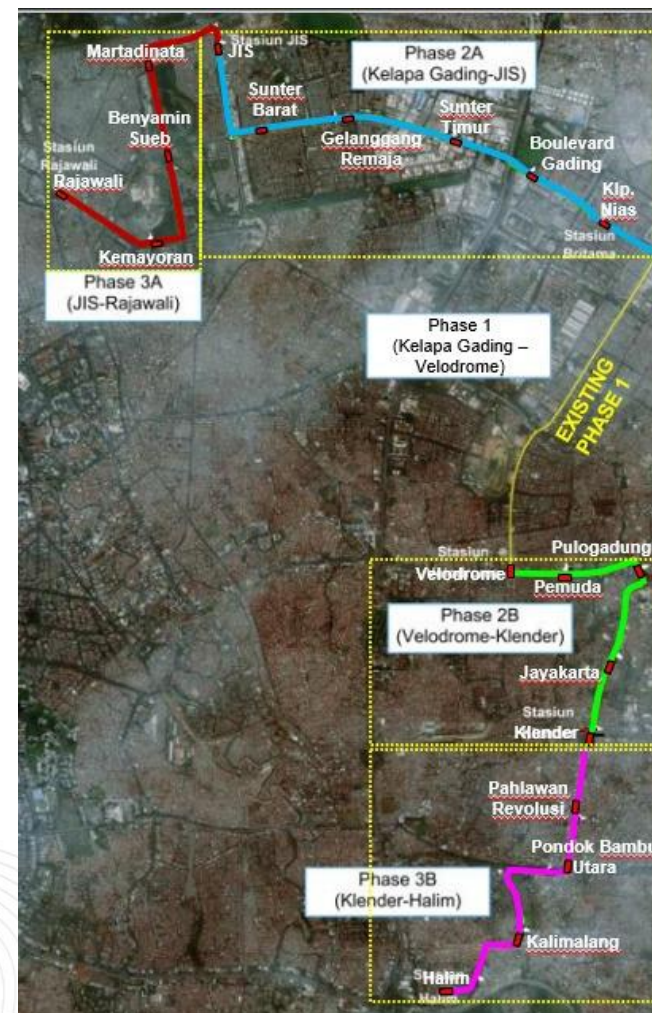 Stasiun JIS
Martadinata
JIS
Phase 2A
(Kelapa Gading-JIS)
Sunter
Barat
Benyamin
Sueb
Gelanggang
Remaja
Sunter
Timur
Boulevard
Gading
Stasiun
Rajawali
Rajawali
Klp.
Nias
Stasiun
Britama
Kemayoran
Phase 3A
(JIS-Rajawali)
Phase 1
(Kelapa Gading –
Velodrome)
EXISTING
PHASE 1
Stasiun
Velodrome
Pulogadung
Pemuda
Phase 2B
(Velodrome-Klender)
Jayakarta
Stasiun
Klender
Pahlawan
Revolusi
Pondok Bambu
Utara
Phase 3B
(Klender-Halim)
Kalimalang
Halim
Halim